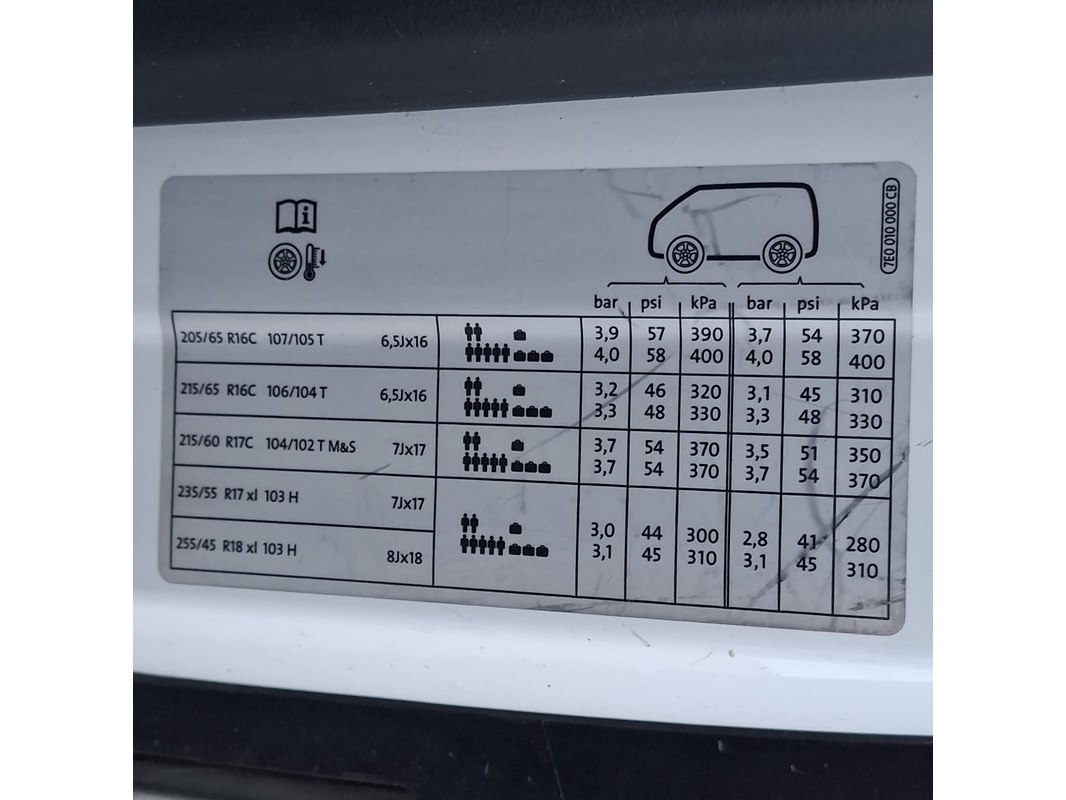 i
7E0 010 000 CB
bar psi kPa bar psi kPa
205/65 R16C 107/105 T 6,5Jx16 3,9 57 390 3,7 54 370
4,0 58 400 4,0 58 400
215/65 R16C 106/104 T 6,5Jx16 3,2 46 320 3,1 45 310
3,3 48 330 3,3 48 330
215/60 R17C 104/102 T M&S 7Jx17 3,7 54 370 3,5 51 350
3,7 54 370 3,7 54 370
235/55 R17 xl 103 H 7Jx17
3,0 44 300 2,8 41 280
255/45 R18 xl 103 H 8Jx18 3,1 45 310 3,1 45 310